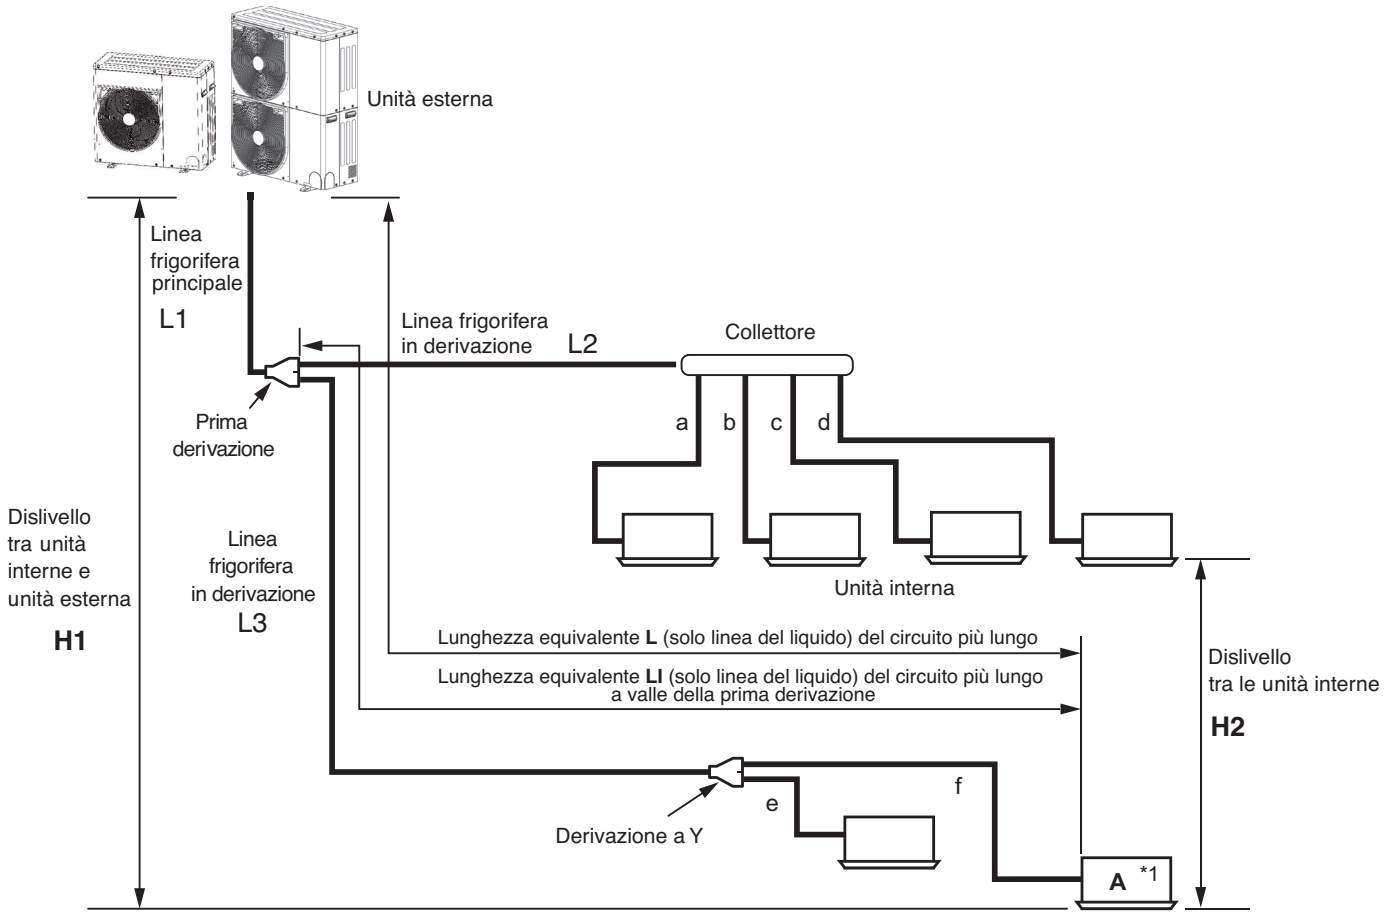 Unità esterna
Linea
frigorifera
principale
L1
Linea frigorifera
in derivazione
L2
Collettore
a
b
c
d
Prima
derivazione
Dislivello
tra unità
interne e
unità esterna
H1
Linea
frigorifera
in derivazione
L3
Unità interna
Lunghezza equivalente L (solo linea del liquido) del circuito più lungo
Lunghezza equivalente LI (solo linea del liquido) del circuito più lungo
a valle della prima derivazione
Dislivello
tra le unità interne
H2
e
f
Derivazione a Y
A *1